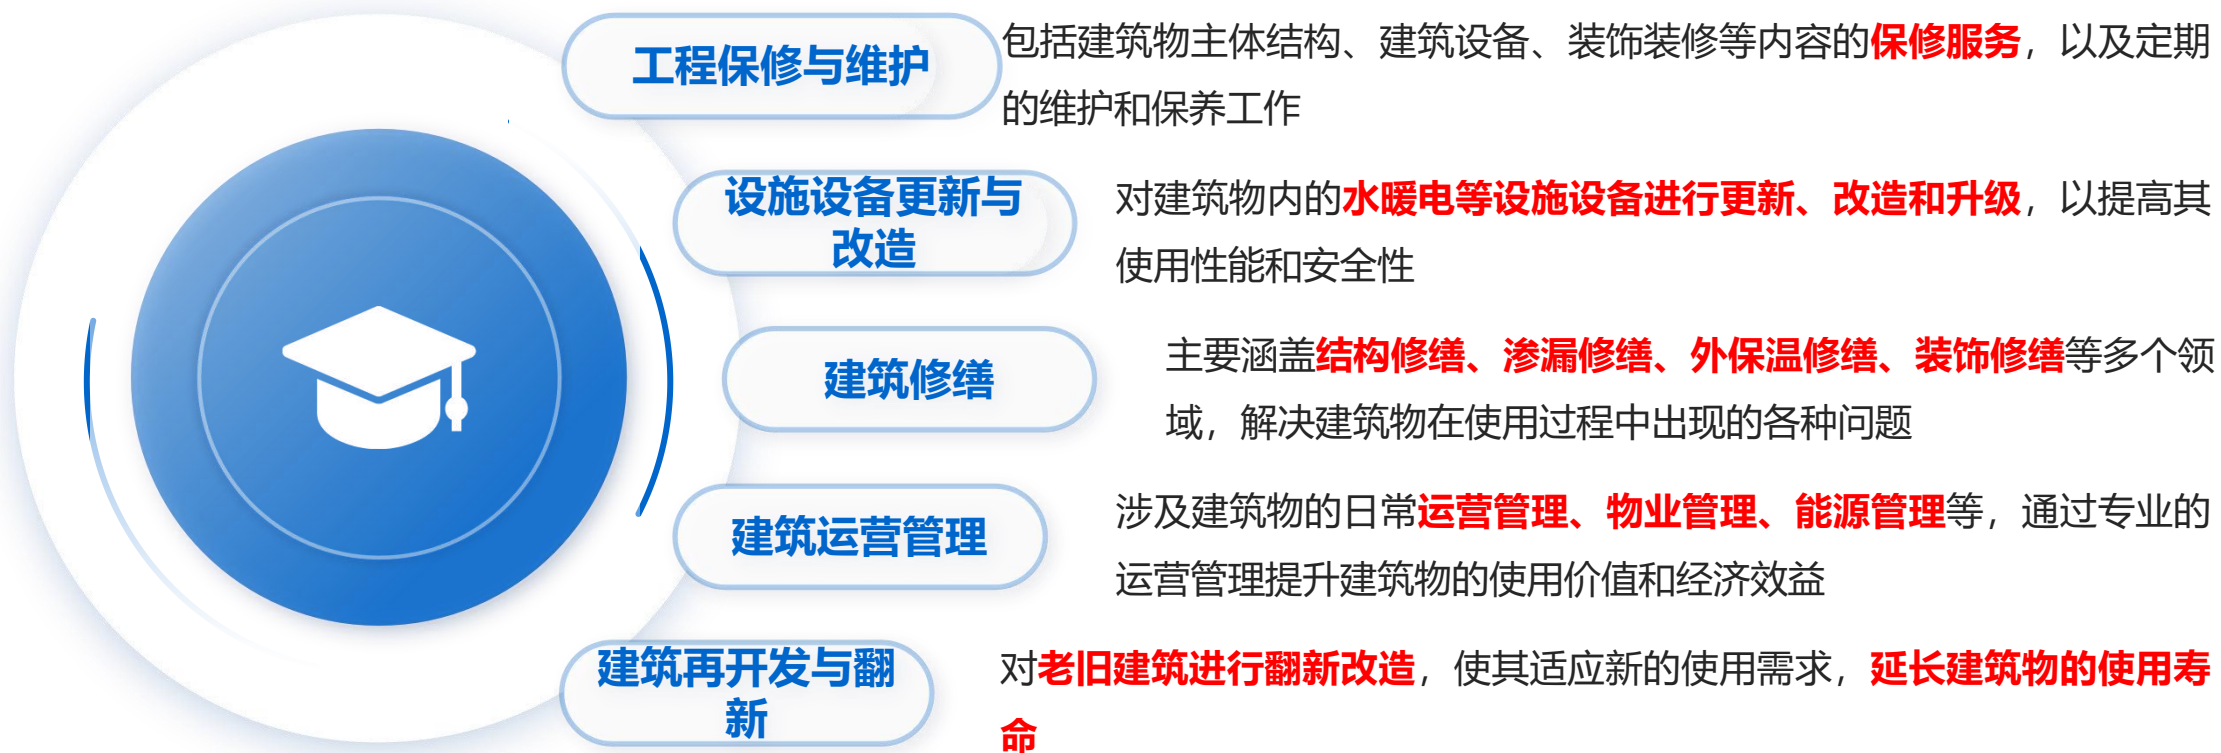 工程保修与维护
包括建筑物主体结构、建筑设备、装饰装修等内容的保修服务，以及定期
的维护和保养工作
设施设备更新与
改造
对建筑物内的水暖电等设施设备进行更新、改造和升级，以提高其
使用性能和安全性
建筑修缮
主要涵盖结构修缮、渗漏修缮、外保温修缮、装饰修缮等多个领
域，解决建筑物在使用过程中出现的各种问题
建筑运营管理
涉及建筑物的日常运营管理、物业管理、能源管理等，通过专业的
运营管理提升建筑物的使用价值和经济效益
建筑再开发与翻
新
对老旧建筑进行翻新改造，使其适应新的使用需求，延长建筑物的使用寿
命